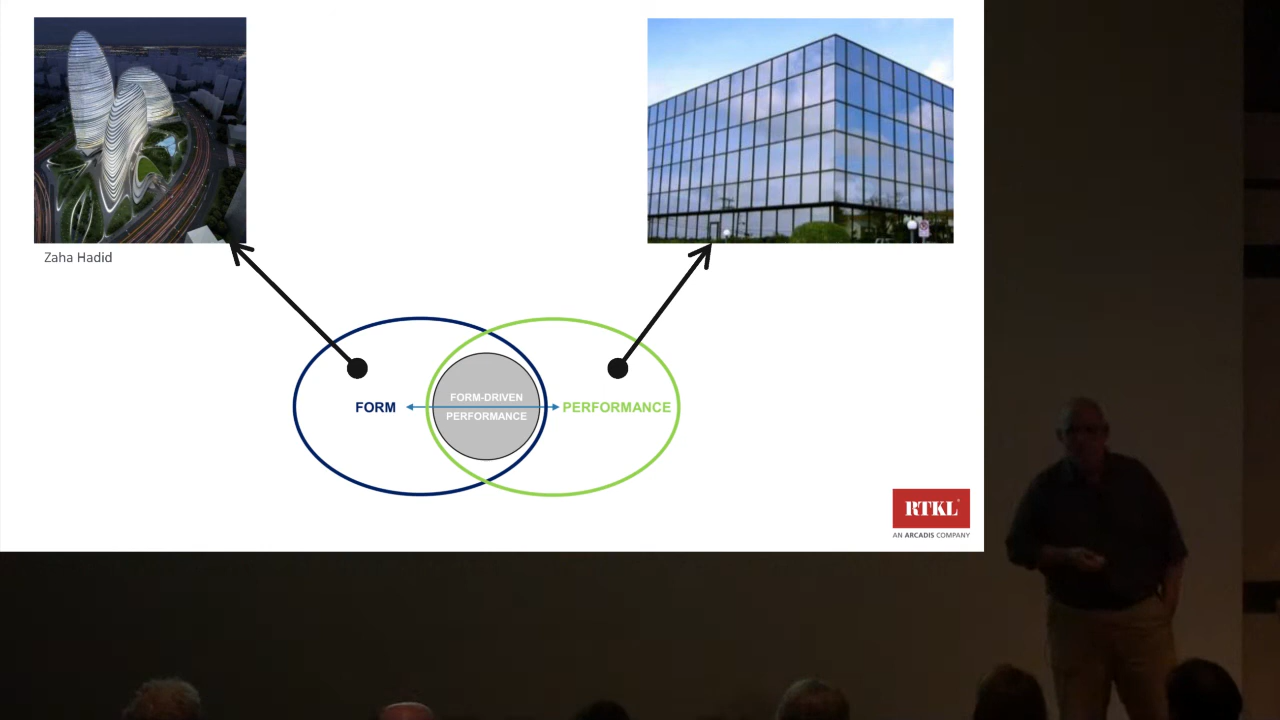 Zaha Hadid
FORM
FORM-DRIVEN
PERFORMANCE
PERFORMANCE
RTKL
AN ARCADIS COMPANY